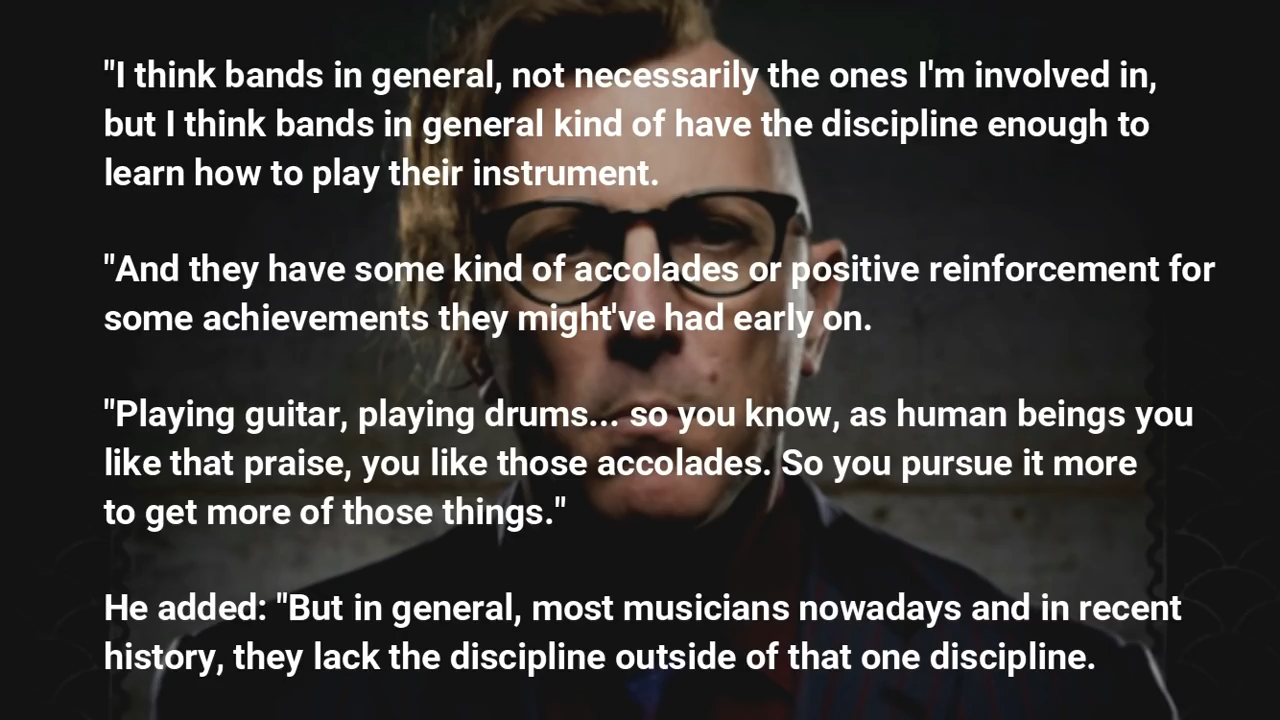 "I think bands in general, not necessarily the ones I'm involved in,
but I think bands in general kind of have the discipline enough to
learn how to play their instrument.
"And they have some kind of accolades or positive reinforcement for
some achievements they might've had early on.
"Playing guitar, playing drums... so you know, as human beings you
like that praise, you like those accolades. So you pursue it more
to get more of those things."
He added: "But in general, most musicians nowadays and in recent
history, they lack the discipline outside of that one discipline.